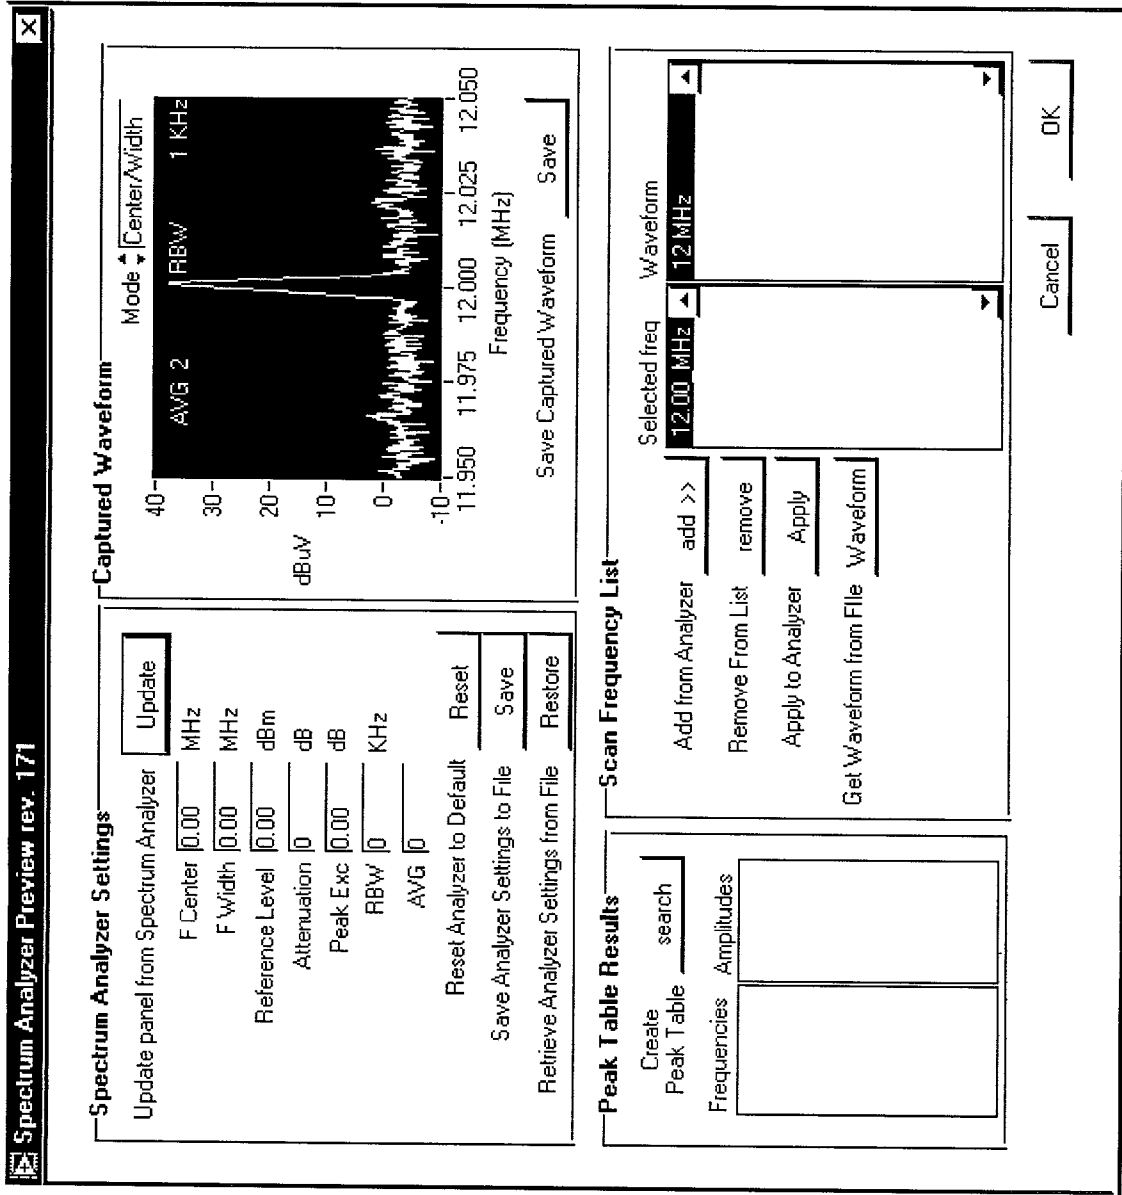 Spectrum Analyzer Preview rev. 171
Spectrum Analyzer Settings
Update panel from Spectrum Analyzer Update
F Center 0.00 MHz
F Width 0.00 MHz
Reference Level 0.00 dBm
Attenuation 0 dB
Peak Exc 0.00 dB
RBW 0 KHz
AVG 0
Reset Analyzer to Default Reset
Save Analyzer Settings to File Save
Retrieve Analyzer Settings from File Restore
Captured Waveform
Mode Center/Width
AVG 2 RBW 1 KHz
40-
30-
20-
10-
0-
-10-
dBuV
11.950 11.975 12.000 12.025 12.050
Frequency (MHz)
Save Captured Waveform Save
Peak Table Results
Create
Peak Table search
Frequencies Amplitudes
Scan Frequency List
Add from Analyzer add >>
Remove From List remove
Apply to Analyzer Apply
Get Waveform from FIle Waveform
Selected freq Waveform
12.00 MHz 12 MHz
Cancel OK